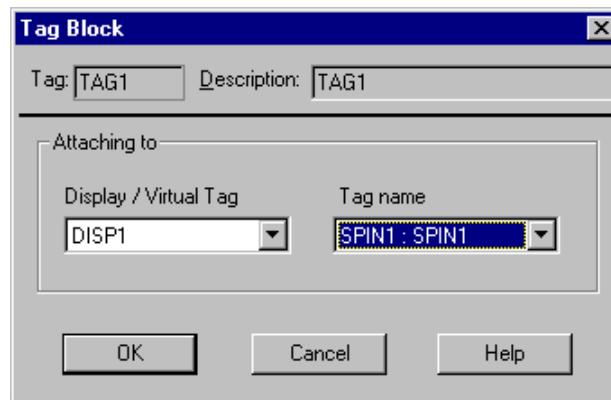 Tag Block
Tag: TAG1 Description: TAG1
Attaching to
Display / Virtual Tag Tag name
DISP1 SPIN1 : SPIN1
OK Cancel Help